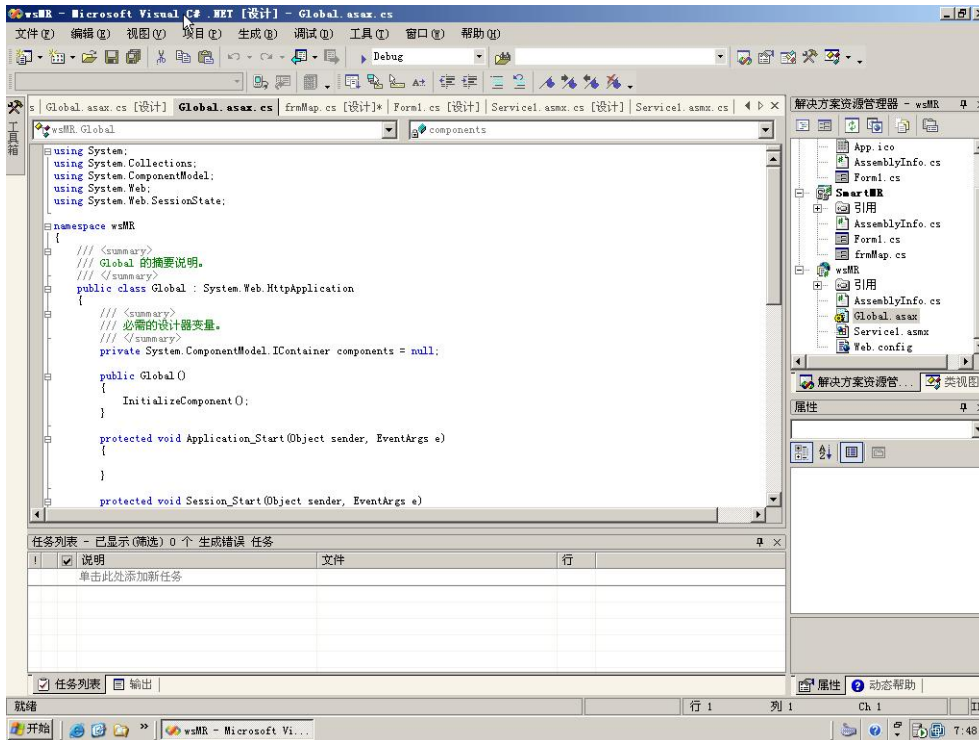 wsMR - Microsoft Visual C# .NET [设计] - Global.asax.cs
文件(F) 编辑(E) 视图(V) 项目(P) 生成(B) 调试(D) 工具(T) 窗口(W) 帮助(H)
Debug
s Global.asax.cs [设计] Global.asax.cs frmMap.cs [设计]* Form1.cs [设计] Service1.asmx.cs [设计] Service1.asmx.cs
wsMR.Global components
using System;
using System.Collections;
using System.ComponentModel;
using System.Web;
using System.Web.SessionState;
namespace wsMR
{
/// <summary>
/// Global 的摘要说明。
/// </summary>
public class Global : System.Web.HttpApplication
{
/// <summary>
/// 必需的设计器变量。
/// </summary>
private System.ComponentModel.IContainer components = null;
public Global()
{
InitializeComponent();
}
protected void Application_Start(Object sender, EventArgs e)
{
}
protected void Session_Start(Object sender, EventArgs e)
工具箱
解决方案资源管理器 - wsMR
App.ico
AssemblyInfo.cs
Form1.cs
SmartMR
引用
AssemblyInfo.cs
Form1.cs
frmMap.cs
wsMR
引用
AssemblyInfo.cs
Global.asax
Service1.asmx
Web.config
解决方案资源管... 类视图
属性
任务列表 - 已显示(筛选) 0 个 生成错误 任务
! 说明 文件 行
单击此处添加新任务
任务列表 输出
属性 动态帮助
就绪 行 1 列 1 Ch 1
开始 » wsMR - Microsoft Vi... 7:48